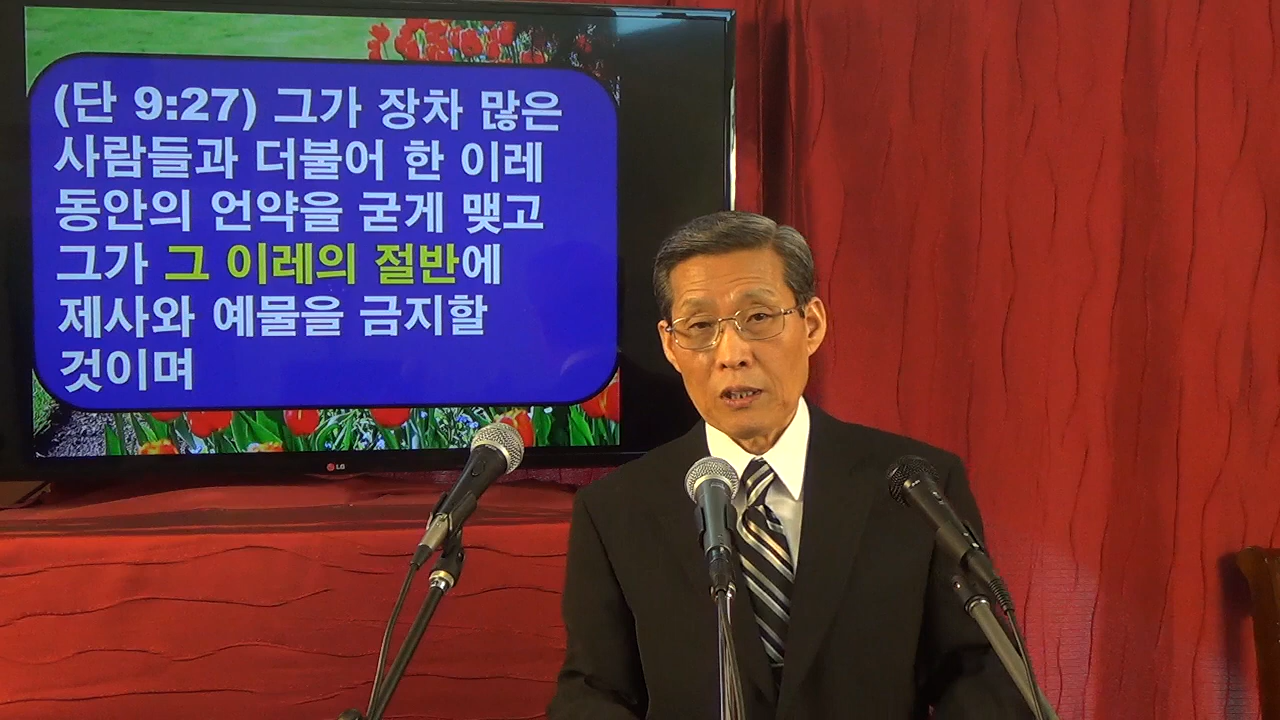 (단 9:27) 그가 장차 많은
사람들과 더불어 한 이레
동안의 언약을 굳게 맺고
그가 그 이레의 절반에
제사와 예물을 금지할
것이며
LG